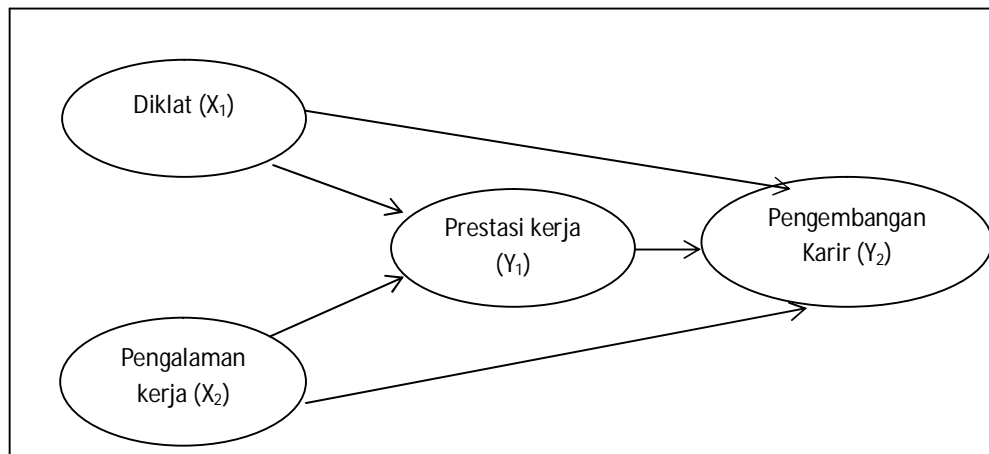 Diklat (X₁)
Prestasi kerja
(Y₁)
Pengembangan
Karir (Y₂)
Pengalaman
kerja (X₂)